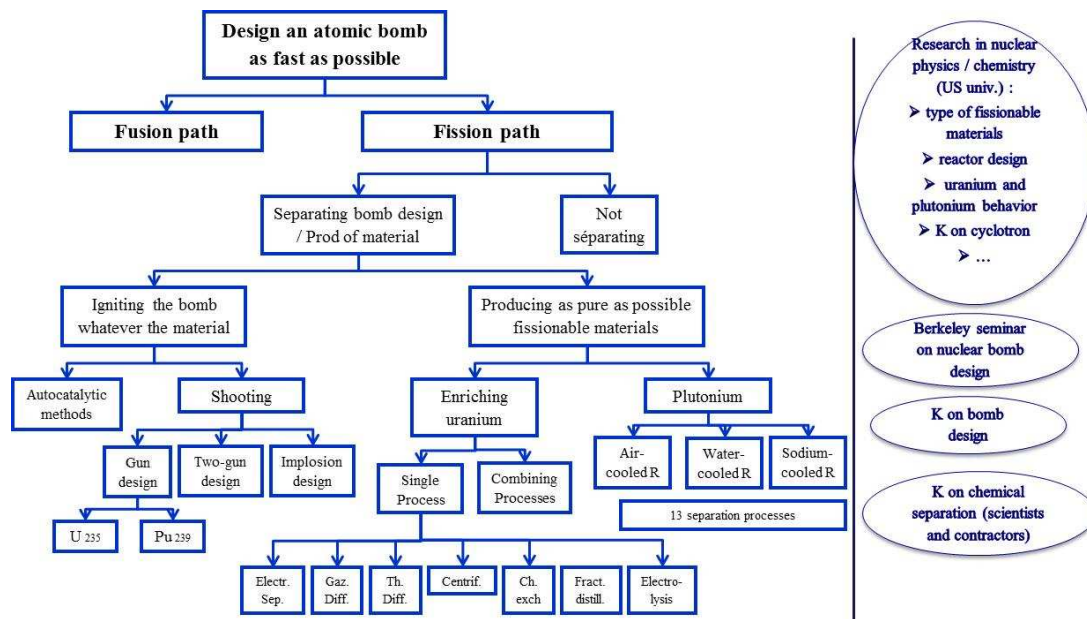 Design an atomic bomb
as fast as possible
Fusion path
Fission path
Separating bomb design
/ Prod of material
Not
séparating
Igniting the bomb
whatever the material
Producing as pure as possible
fissionable materials
Autocatalytic
methods
Shooting
Enriching
uranium
Plutonium
Gun
design
Two-gun
design
Implosion
design
Single
Process
Combining
Processes
Air-
cooled R
Water-
cooled R
Sodium-
cooled R
13 separation processes
U 235
Pu 239
Electr.
Sep.
Gaz.
Diff.
Th.
Diff.
Centrif.
Ch.
exch
Fract.
distill.
Electro-
lysis
Research in nuclear
physics / chemistry
(US univ.) :
➤ type of fissionable
materials
➤ reactor design
➤ uranium and
plutonium behavior
➤ K on cyclotron
➤ …
Berkeley seminar
on nuclear bomb
design
K on bomb
design
K on chemical
separation (scientists
and contractors)